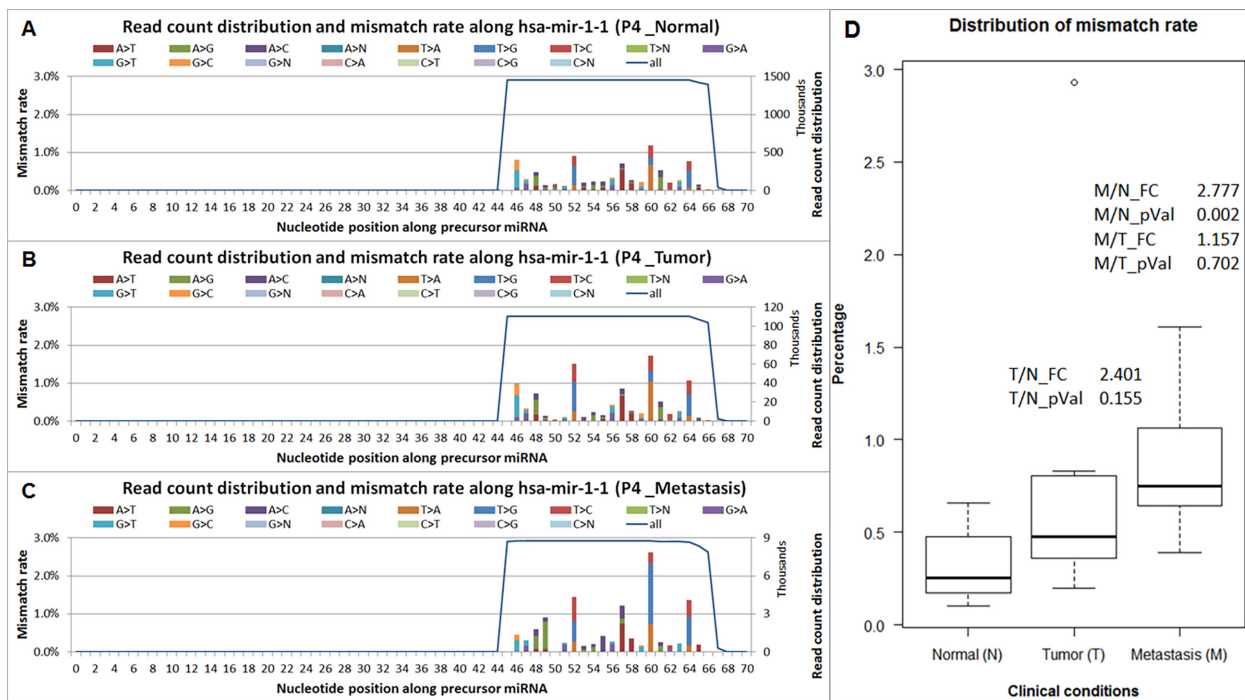 A
Read count distribution and mismatch rate along hsa-mir-1-1 (P4 _Normal)
A>T A>G A>C A>N T>A T>G T>C T>N G>A
G>T G>C G>N C>A C>T C>G C>N all
Mismatch rate
3.0%
2.0%
1.0%
0.0%
1500
1200
900
600
300
0
Thousands
Read count distribution
0 2 4 6 8 10 12 14 16 18 20 22 24 26 28 30 32 34 36 38 40 42 44 46 48 50 52 54 56 58 60 62 64 66 68 70
Nucleotide position along precursor miRNA
B
Read count distribution and mismatch rate along hsa-mir-1-1 (P4 _Tumor)
A>T A>G A>C A>N T>A T>G T>C T>N G>A
G>T G>C G>N C>A C>T C>G C>N all
Mismatch rate
3.0%
2.0%
1.0%
0.0%
120
100
80
60
40
20
0
Thousands
Read count distribution
0 2 4 6 8 10 12 14 16 18 20 22 24 26 28 30 32 34 36 38 40 42 44 46 48 50 52 54 56 58 60 62 64 66 68 70
Nucleotide position along precursor miRNA
C
Read count distribution and mismatch rate along hsa-mir-1-1 (P4 _Metastasis)
A>T A>G A>C A>N T>A T>G T>C T>N G>A
G>T G>C G>N C>A C>T C>G C>N all
Mismatch rate
3.0%
2.0%
1.0%
0.0%
9
6
3
0
Thousands
Read count distribution
0 2 4 6 8 10 12 14 16 18 20 22 24 26 28 30 32 34 36 38 40 42 44 46 48 50 52 54 56 58 60 62 64 66 68 70
Nucleotide position along precursor miRNA
D
Distribution of mismatch rate
Percentage
3.0
2.5
2.0
1.5
1.0
0.5
0.0
M/N_FC 2.777
M/N_pVal 0.002
M/T_FC 1.157
M/T_pVal 0.702
T/N_FC 2.401
T/N_pVal 0.155
Normal (N) Tumor (T) Metastasis (M)
Clinical conditions